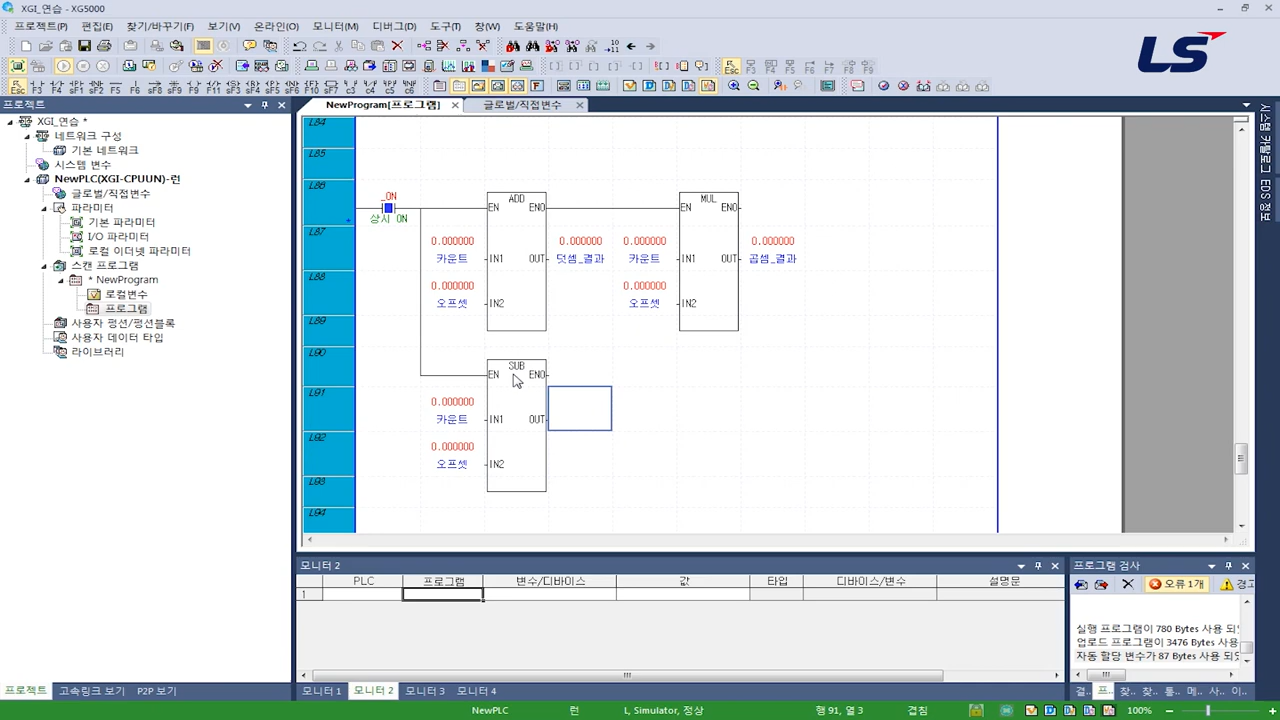 XGI_연습 - XG5000
프로젝트(P) 편집(E) 찾기/바꾸기(F) 보기(V) 온라인(O) 모니터(M) 디버그(D) 도구(T) 창(W) 도움말(H)
LS
프로젝트
NewProgram[프로그램]
글로벌/직접변수
XGI_연습 *
네트워크 구성
기본 네트워크
시스템 변수
NewPLC(XGI-CPUUN)-런
글로벌/직접변수
파라미터
기본 파라미터
I/O 파라미터
로컬 이더넷 파라미터
스캔 프로그램
* NewProgram
로컬변수
프로그램
사용자 펑션/펑션블록
사용자 데이터 타입
라이브러리
시스템 카탈로그
EDS 정보
L84
L85
L86
L87
L88
L89
L90
L91
L92
L93
L94
_ON
상시 ON
ADD
EN ENO
0.000000 0.000000
카운트 IN1 OUT 덧셈_결과
0.000000
오프셋 IN2
MUL
EN ENO
0.000000 0.000000
카운트 IN1 OUT 곱셈_결과
0.000000
오프셋 IN2
SUB
EN ENO
0.000000
카운트 IN1 OUT
0.000000
오프셋 IN2
모니터 2
PLC 프로그램 변수/디바이스 값 타입 디바이스/변수 설명문
1
프로그램 검사
오류 1개 경고
실행 프로그램이 780 Bytes 사용 되
업로드 프로그램이 3476 Bytes 사용
자동 할당 변수가 87 Bytes 사용 되
프로젝트 고속링크 보기 P2P 보기
모니터 1 모니터 2 모니터 3 모니터 4
NewPLC 런 L, Simulator, 정상 행 91, 열 3 겹침 100%